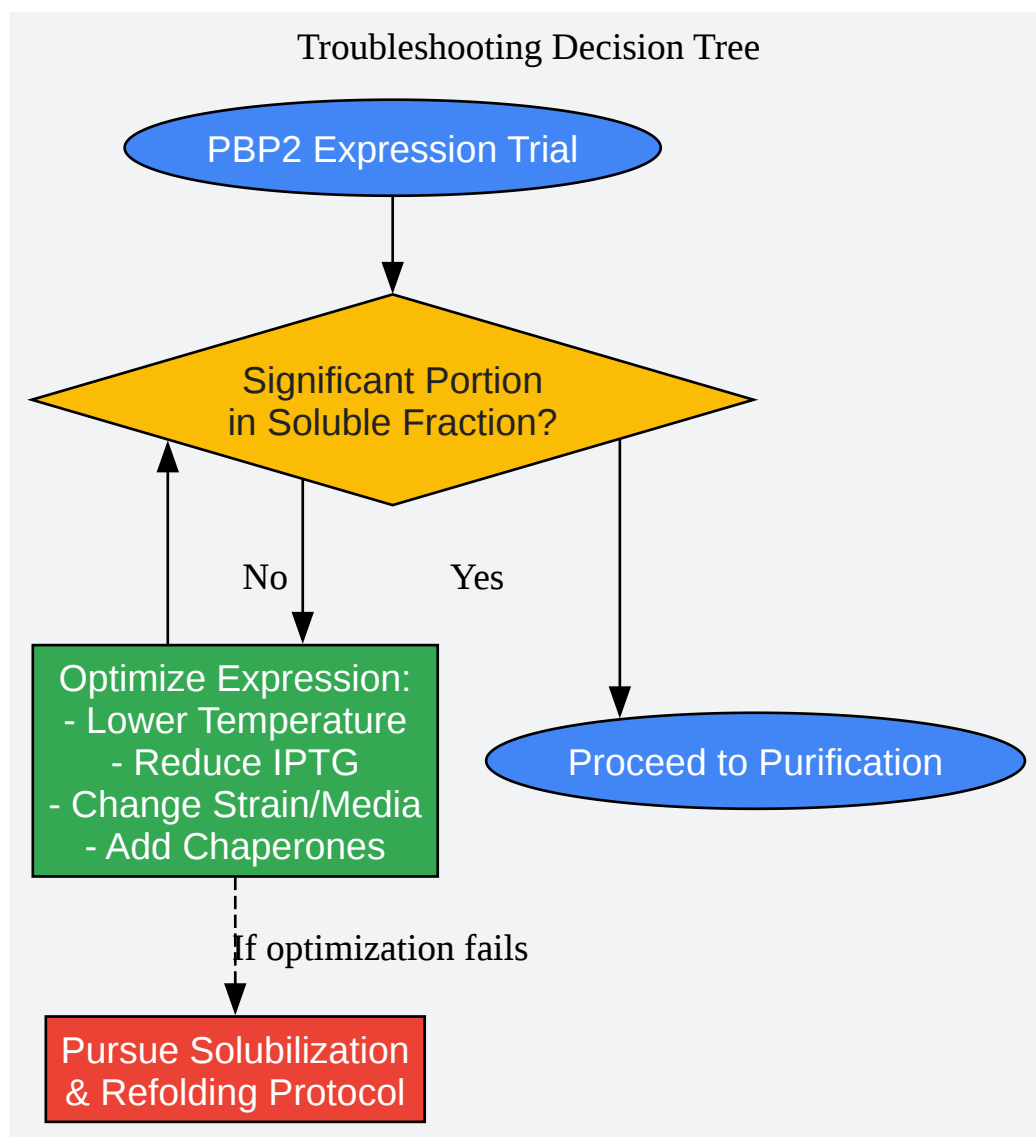 Troubleshooting Decision Tree
PBP2 Expression Trial
Significant Portion
in Soluble Fraction?
No
Yes
Optimize Expression:
- Lower Temperature
- Reduce IPTG
- Change Strain/Media
- Add Chaperones
Proceed to Purification
If optimization fails
Pursue Solubilization
& Refolding Protocol